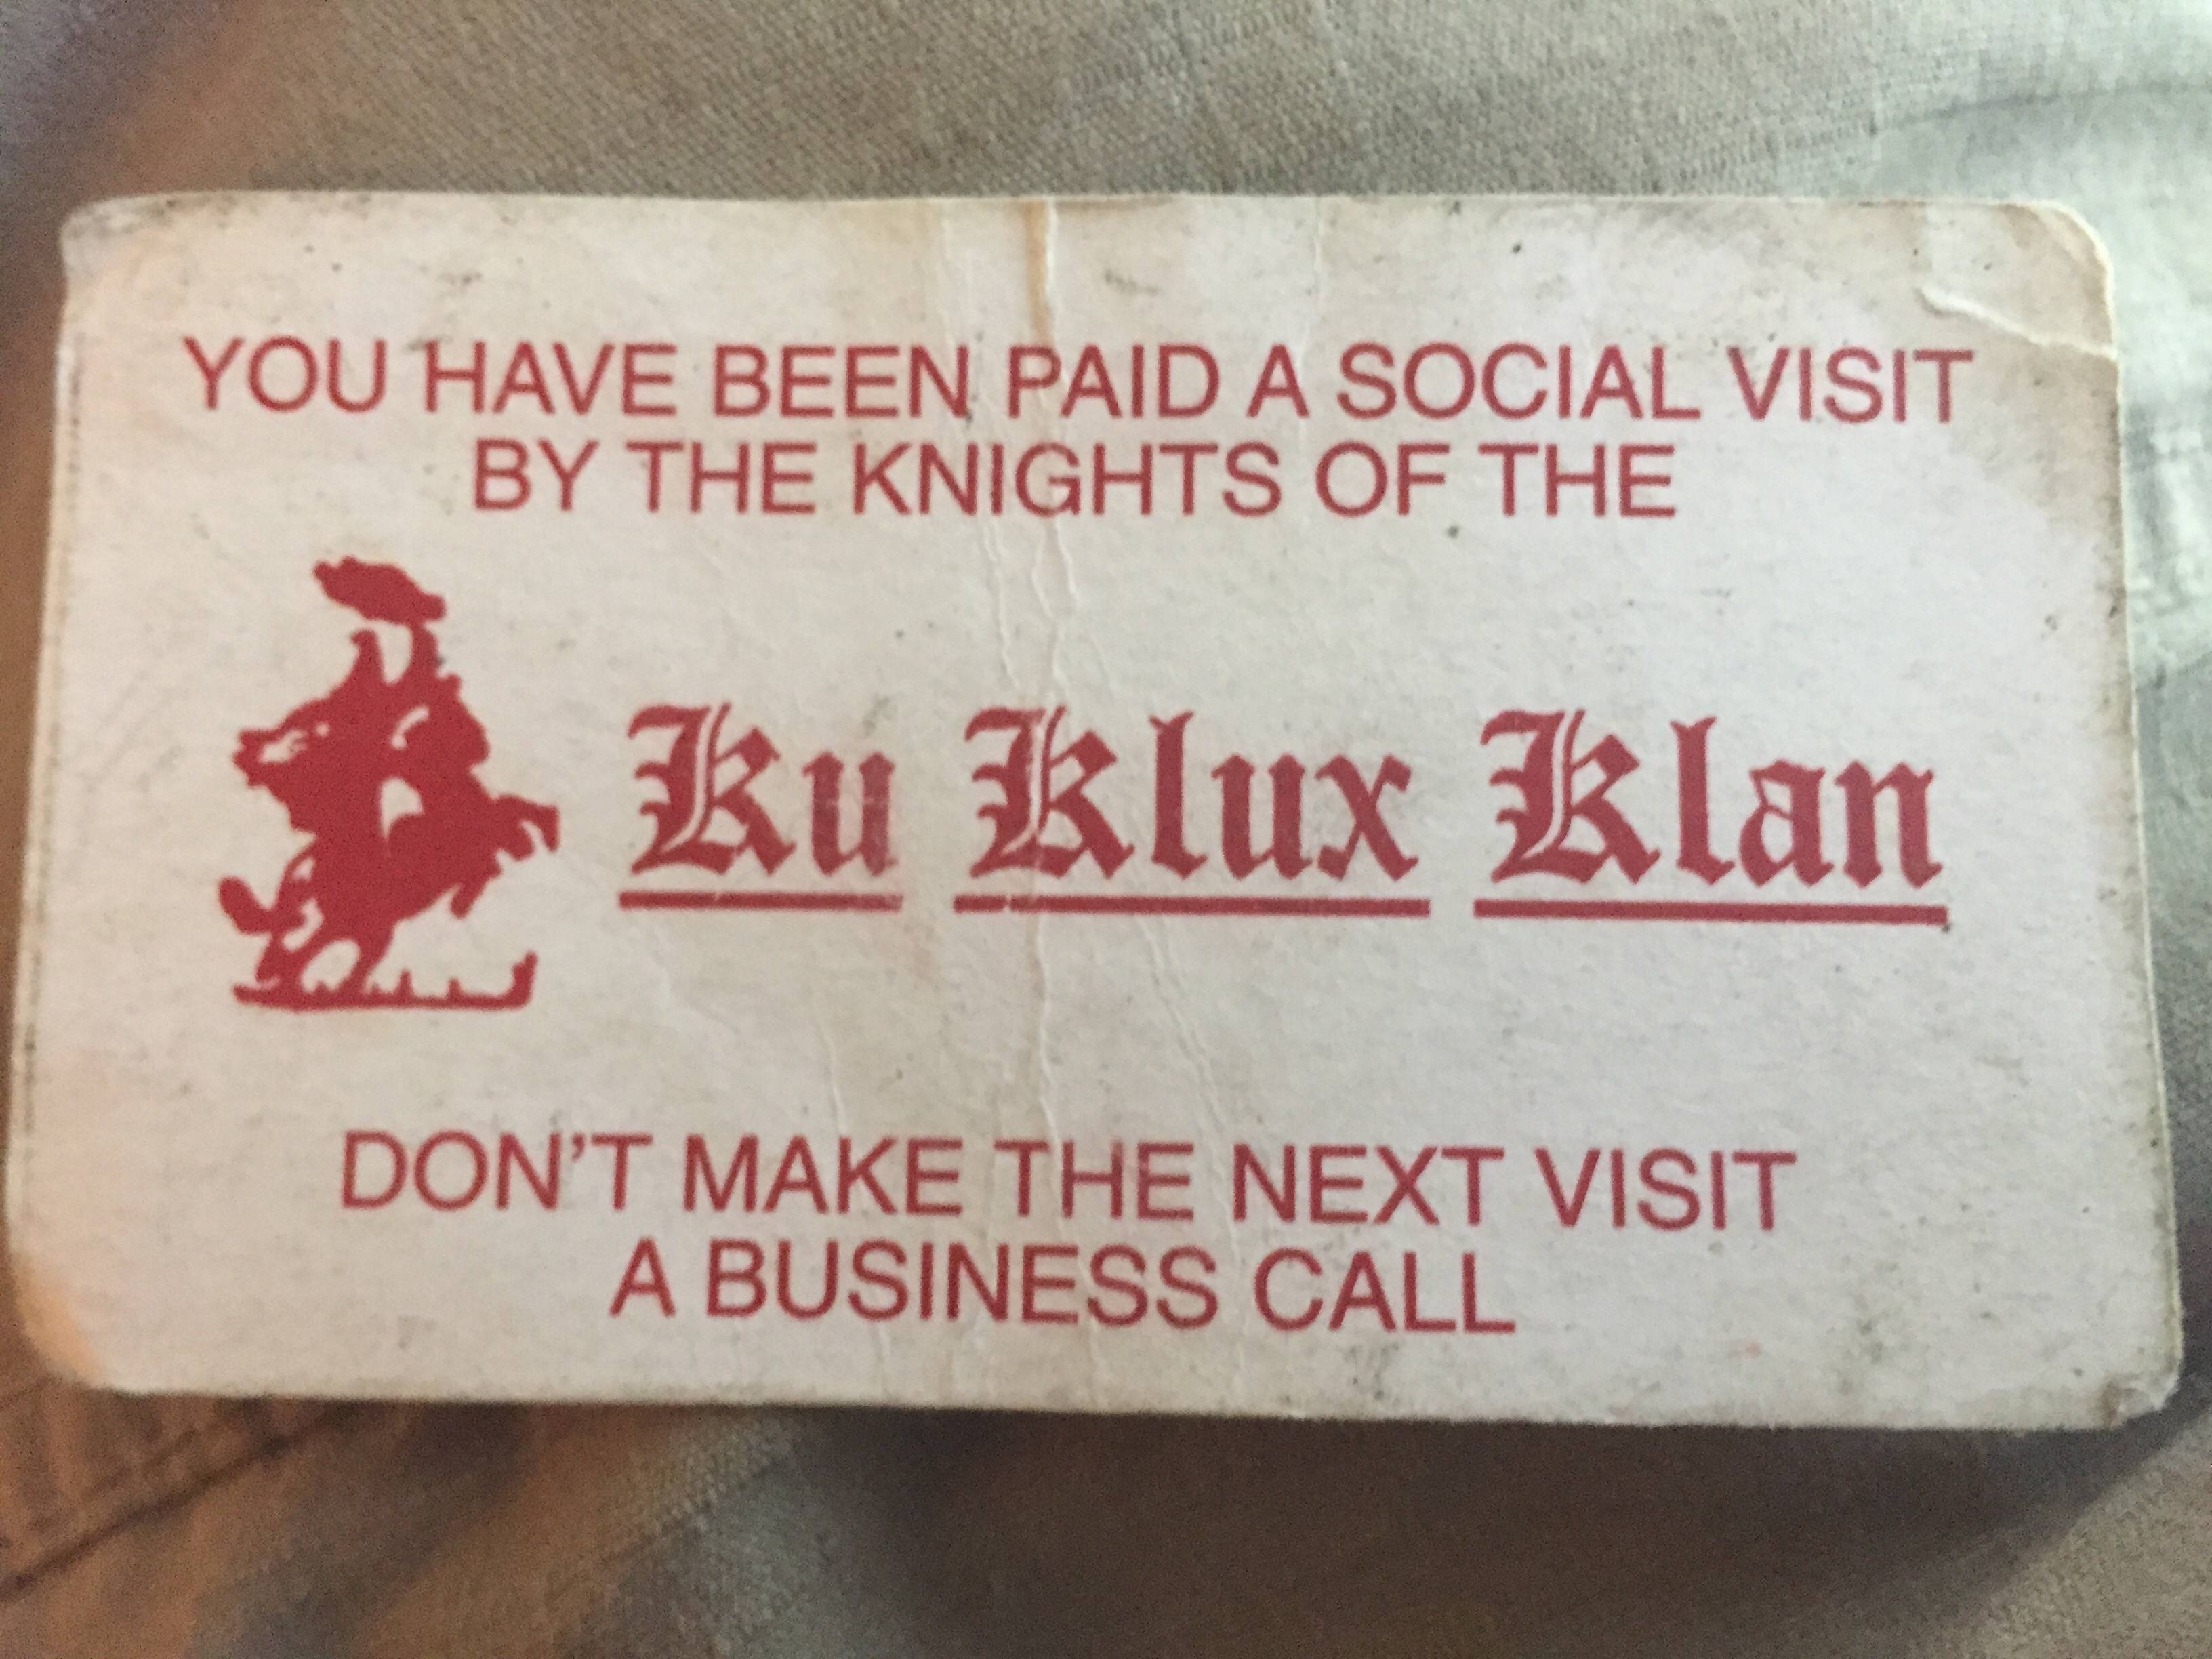 YOU HAVE BEEN PAID A SOCIAL VISIT
BY THE KNIGHTS OF THE
Ku Klux Klan
DON'T MAKE THE NEXT VISIT
A BUSINESS CALL